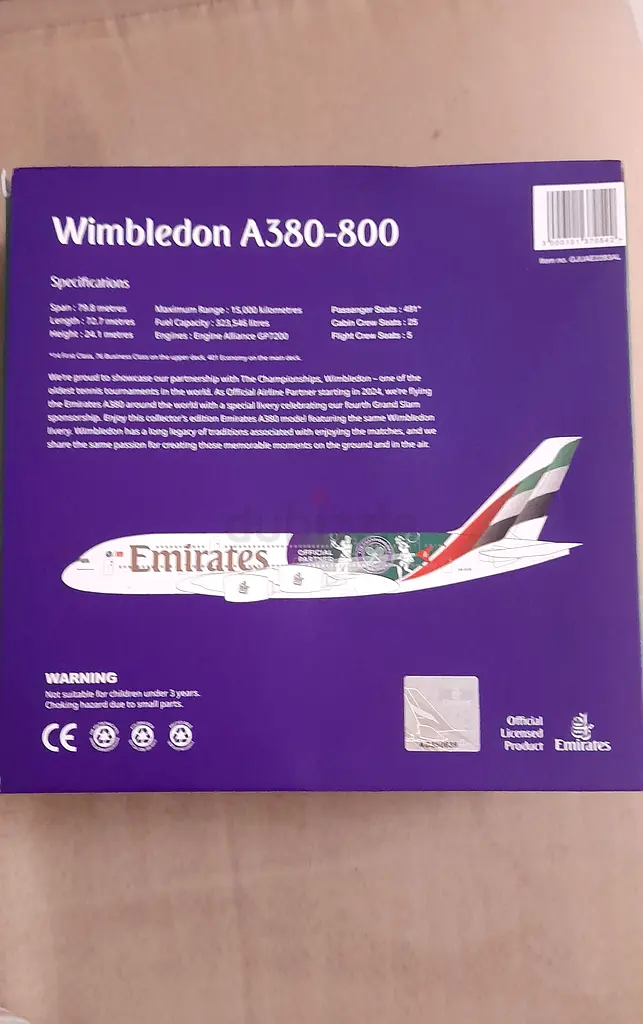 Wimbledon A380-800
Item no. GJUAE2283AL
Specifications
Span : 79.8 metres
Length : 72.7 metres
Height : 24.1 metres
Maximum Range : 15,000 kilometres
Fuel Capacity : 323,546 litres
Engines : Engine Alliance GP7200
Passenger Seats : 491*
Cabin Crew Seats : 25
Flight Crew Seats : 5
*14 First Class, 76 Business Class on the upper deck, 401 Economy on the main deck.
We're proud to showcase our partnership with The Championships, Wimbledon – one of the
oldest tennis tournaments in the world. As Official Airline Partner starting in 2024, we're flying
the Emirates A380 around the world with a special livery celebrating our fourth Grand Slam
sponsorship. Enjoy this collector's edition Emirates A380 model featuring the same Wimbledon
livery. Wimbledon has a long legacy of traditions associated with enjoying the matches, and we
share the same passion for creating those memorable moments on the ground and in the air.
dubizzle
Emirates
OFFICIAL
PARTNER
WARNING
Not suitable for children under 3 years.
Choking hazard due to small parts.
CE
Official
Licensed
Product
Emirates